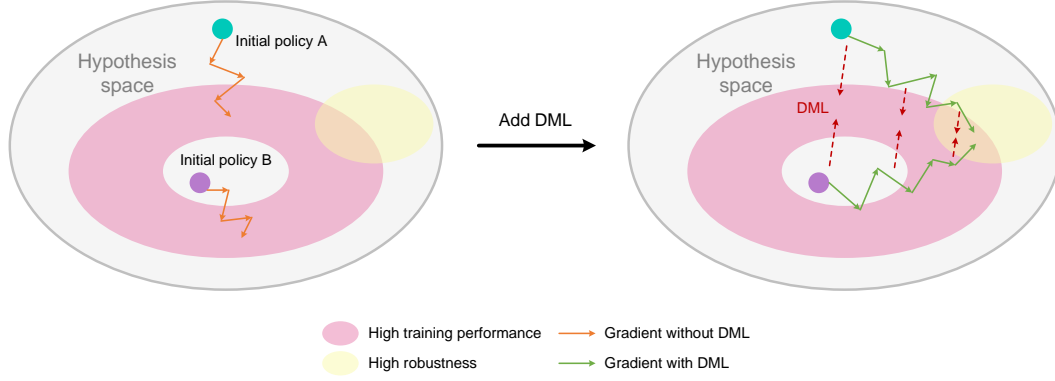 Initial policy A
Hypothesis
space
Initial policy B
Add DML
Hypothesis
space
DML
High training performance
Gradient without DML
High robustness
Gradient with DML